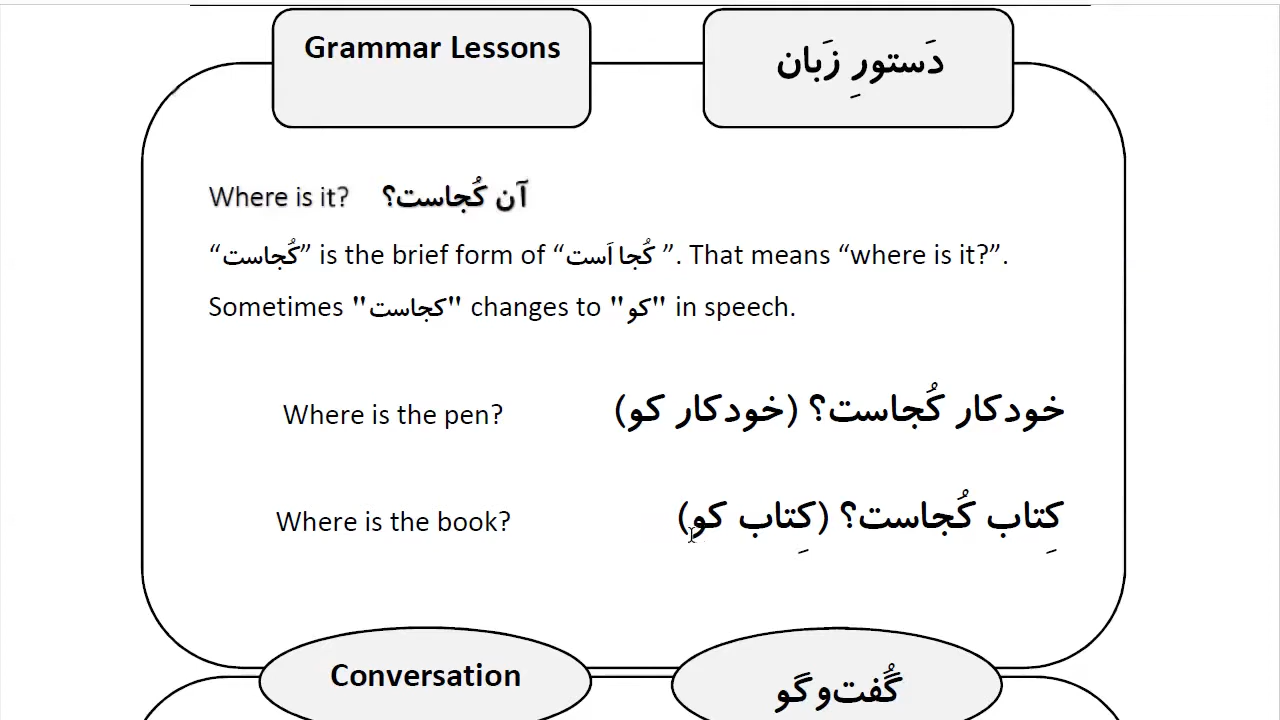 Grammar Lessons
دَستورِ زَبان
Where is it? آن کُجاست؟
“کُجاست” is the brief form of “کُجا اَست ”. That means “where is it?”.
Sometimes "کجاست" changes to "کو" in speech.
Where is the pen? خودکار کُجاست؟ (خودکار کو)
Where is the book? کِتاب کُجاست؟ (کِتاب کو)
Conversation
گُفت‌وگو